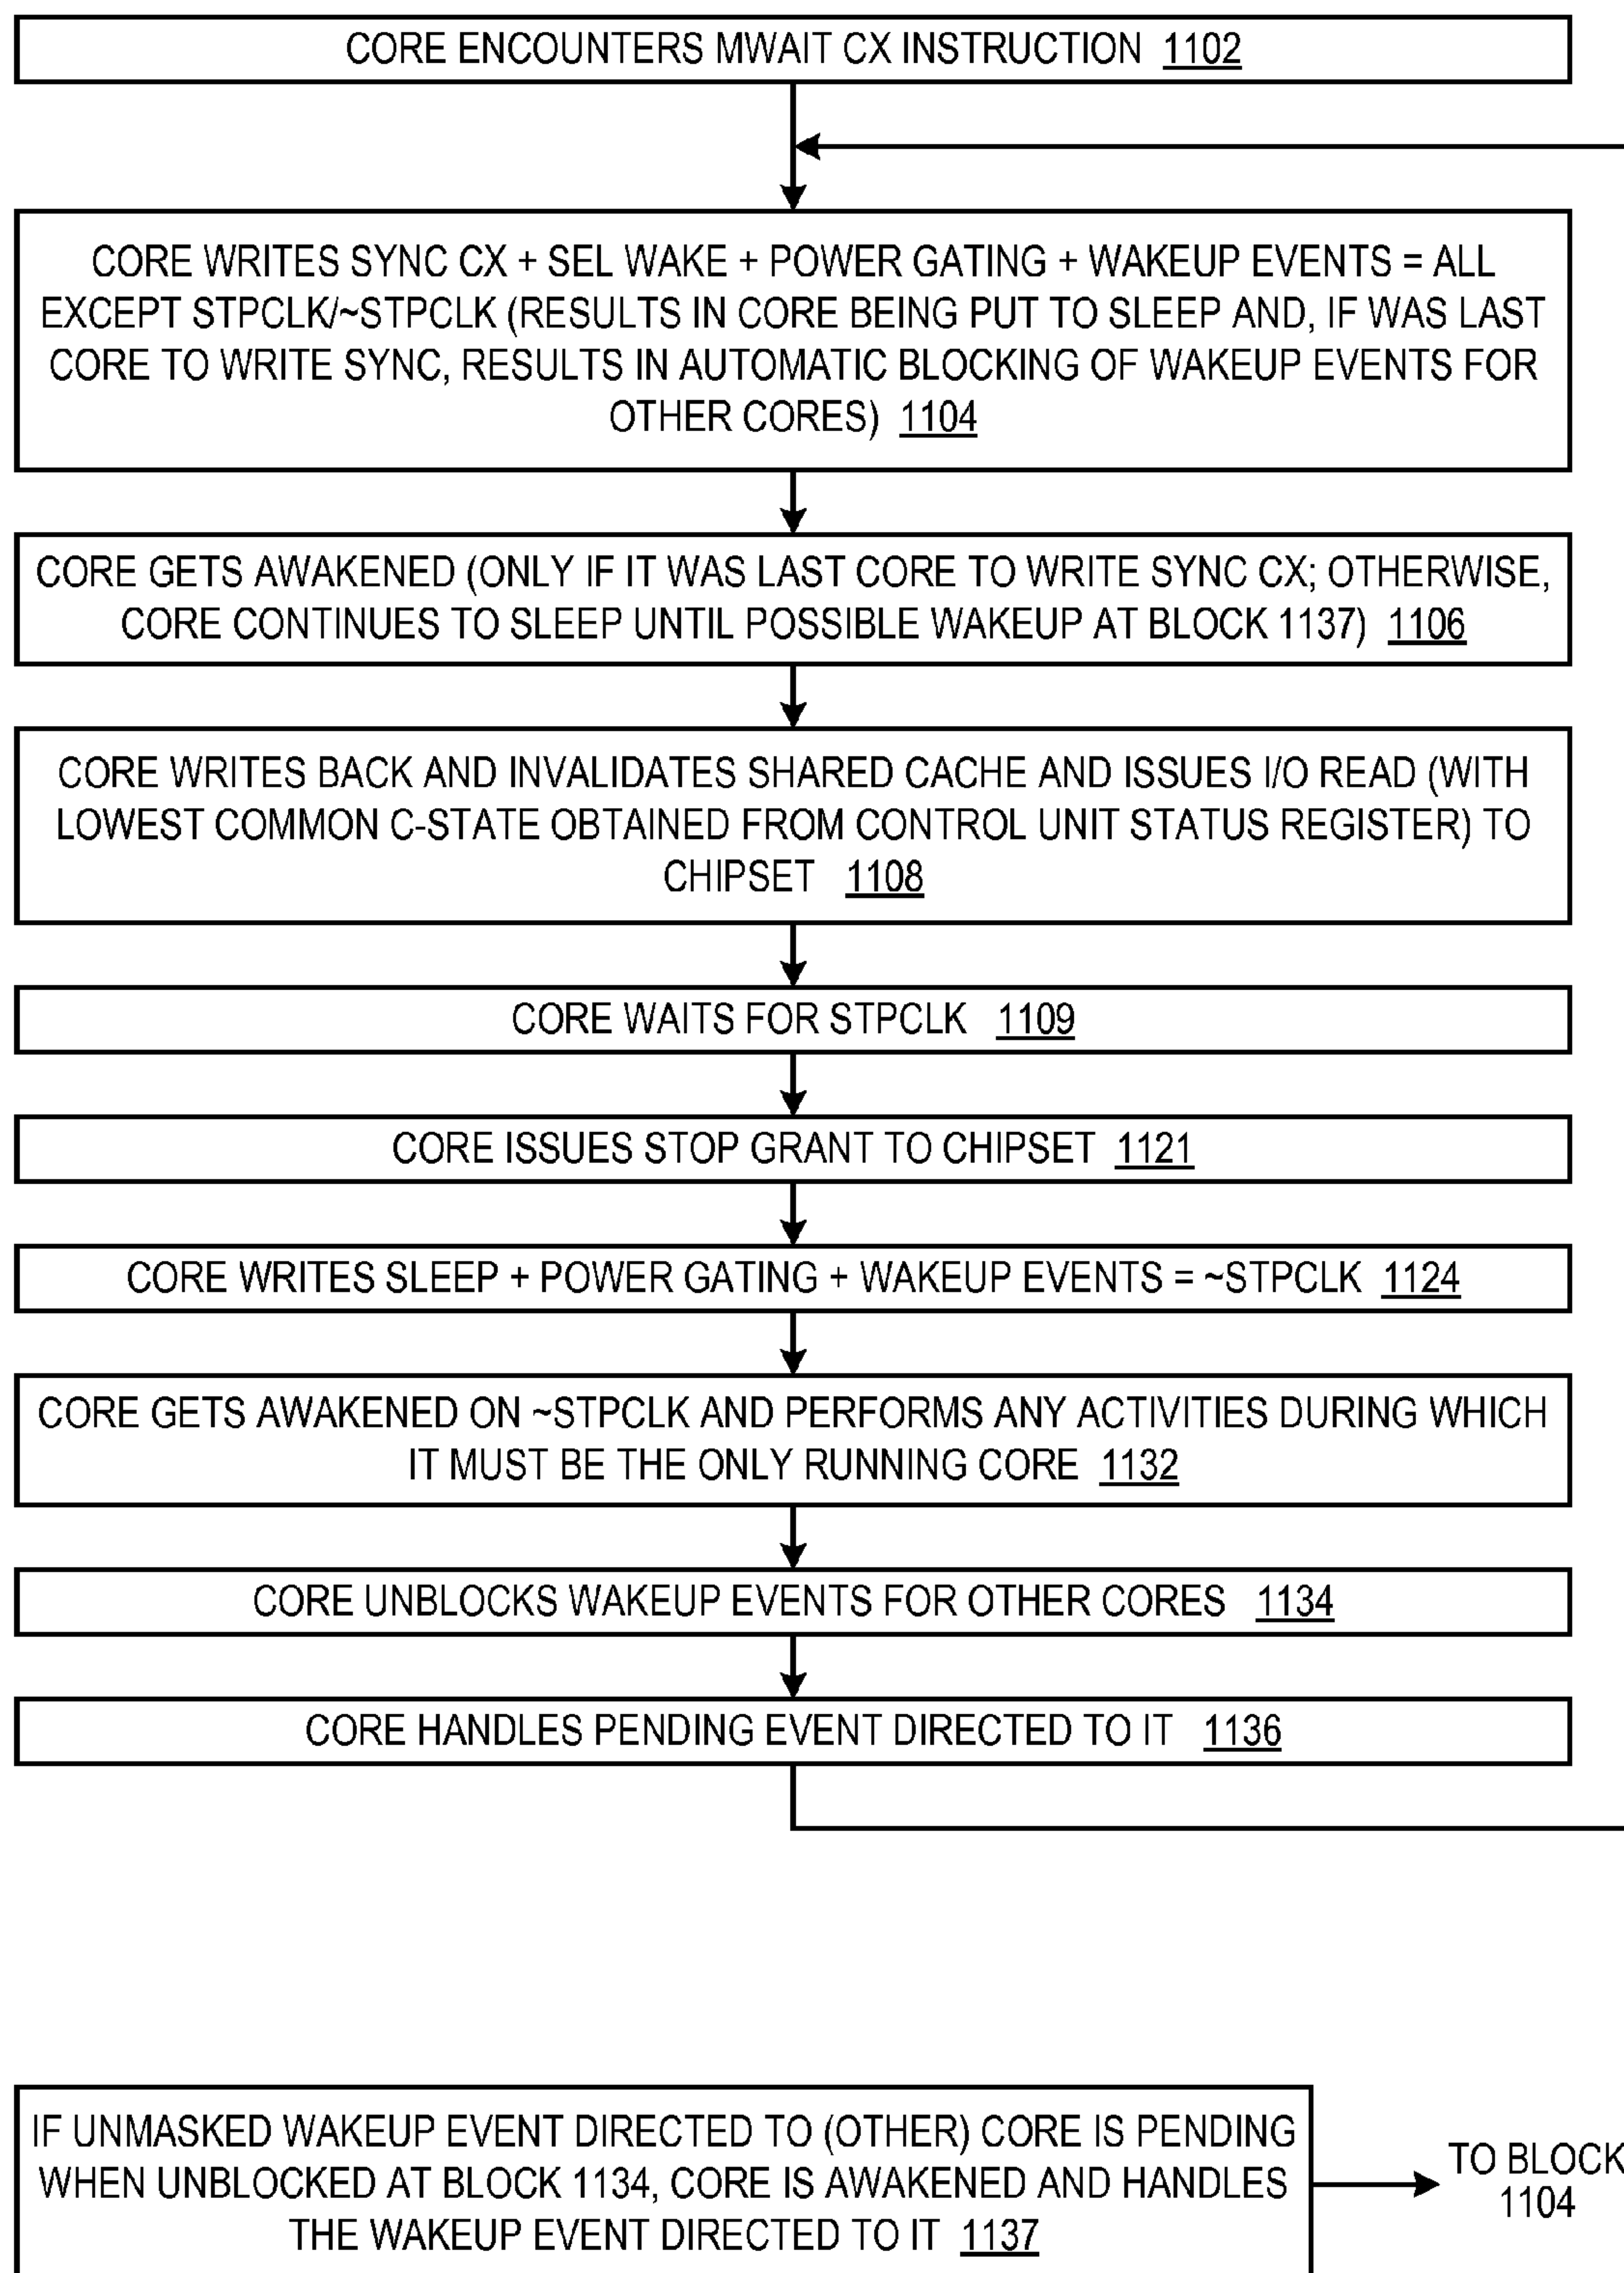 CORE ENCOUNTERS MWAIT CX INSTRUCTION 1102
CORE WRITES SYNC CX + SEL WAKE + POWER GATING + WAKEUP EVENTS = ALL
EXCEPT STPCLK/~STPCLK (RESULTS IN CORE BEING PUT TO SLEEP AND, IF WAS LAST
CORE TO WRITE SYNC, RESULTS IN AUTOMATIC BLOCKING OF WAKEUP EVENTS FOR
OTHER CORES) 1104
CORE GETS AWAKENED (ONLY IF IT WAS LAST CORE TO WRITE SYNC CX; OTHERWISE,
CORE CONTINUES TO SLEEP UNTIL POSSIBLE WAKEUP AT BLOCK 1137) 1106
CORE WRITES BACK AND INVALIDATES SHARED CACHE AND ISSUES I/O READ (WITH
LOWEST COMMON C-STATE OBTAINED FROM CONTROL UNIT STATUS REGISTER) TO
CHIPSET 1108
CORE WAITS FOR STPCLK 1109
CORE ISSUES STOP GRANT TO CHIPSET 1121
CORE WRITES SLEEP + POWER GATING + WAKEUP EVENTS = ~STPCLK 1124
CORE GETS AWAKENED ON ~STPCLK AND PERFORMS ANY ACTIVITIES DURING WHICH
IT MUST BE THE ONLY RUNNING CORE 1132
CORE UNBLOCKS WAKEUP EVENTS FOR OTHER CORES 1134
CORE HANDLES PENDING EVENT DIRECTED TO IT 1136
IF UNMASKED WAKEUP EVENT DIRECTED TO (OTHER) CORE IS PENDING
WHEN UNBLOCKED AT BLOCK 1134, CORE IS AWAKENED AND HANDLES
THE WAKEUP EVENT DIRECTED TO IT 1137
TO BLOCK
1104